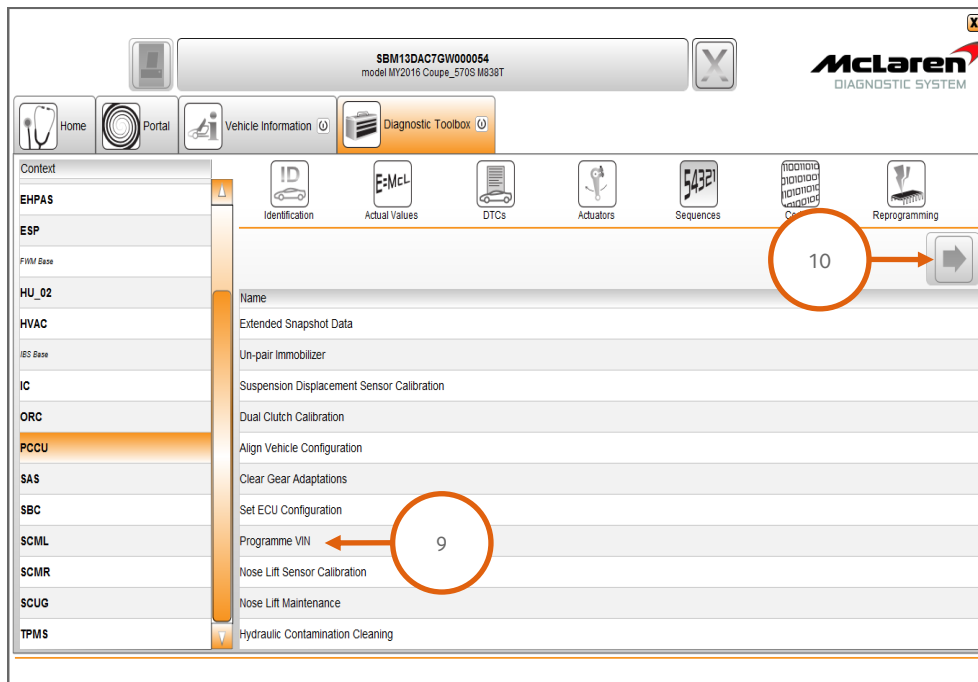 X
SBM13DAC7GW000054
model MY2016 Coupe_570S M838T
X
McLaren
DIAGNOSTIC SYSTEM
Home
Portal
Vehicle Information
Diagnostic Toolbox
Context
EHPAS
ESP
FWM Base
HU_02
HVAC
IBS Base
IC
ORC
PCCU
SAS
SBC
SCML
SCMR
SCUG
TPMS
ID
Identification
E=McL
Actual Values
DTCs
Actuators
54321
Sequences
Reprogramming
10
Name
Extended Snapshot Data
Un-pair Immobilizer
Suspension Displacement Sensor Calibration
Dual Clutch Calibration
Align Vehicle Configuration
Clear Gear Adaptations
Set ECU Configuration
Programme VIN
9
Nose Lift Sensor Calibration
Nose Lift Maintenance
Hydraulic Contamination Cleaning